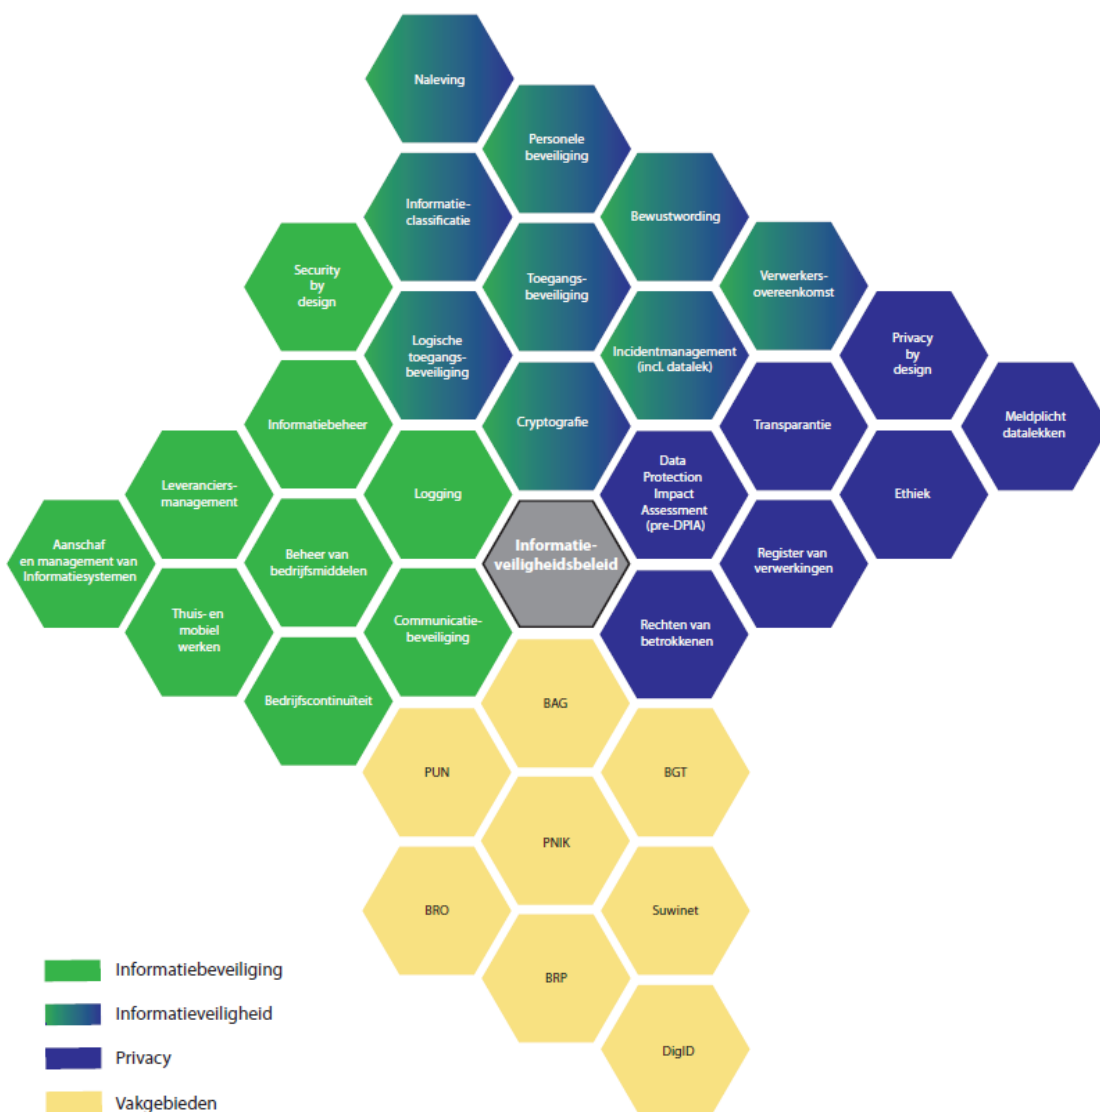 Naleving
Personele
beveiliging
Informatie-
classificatie
Bewustwording
Security
by
design
Toegangs-
beveiliging
Verwerkers-
overeenkomst
Logische
toegangs-
beveiliging
Incidentmanagement
(incl. datalek)
Privacy
by
design
Informatiebeheer
Cryptografie
Transparantie
Meldplicht
datalekken
Leveranciers-
management
Logging
Data
Protection
Impact
Assessment
(pre-DPIA)
Ethiek
Aanschaf
en management van
Informatiesystemen
Beheer van
bedrijfsmiddelen
Informatie-
veiligheidsbeleid
Register van
verwerkingen
Thuis- en
mobiel
werken
Communicatie-
beveiliging
Rechten van
betrokkenen
Bedrijfscontinuïteit
BAG
PUN
BGT
PNIK
BRO
Suwinet
BRP
DigID
Informatiebeveiliging
Informatieveiligheid
Privacy
Vakgebieden